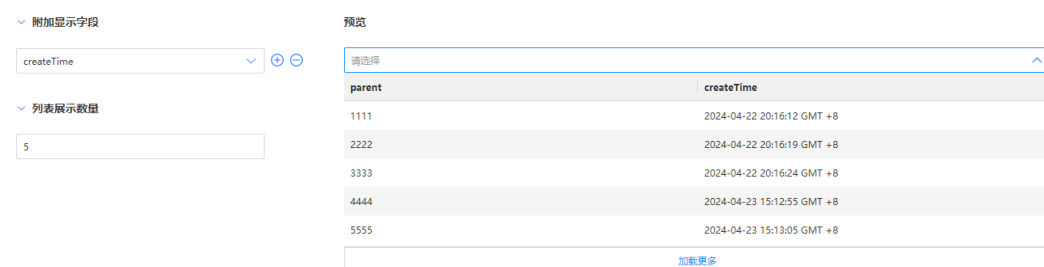 附加显示字段
createTime
列表展示数量
5
预览
请选择
parent createTime
1111 2024-04-22 20:16:12 GMT +8
2222 2024-04-22 20:16:19 GMT +8
3333 2024-04-22 20:16:24 GMT +8
4444 2024-04-23 15:12:55 GMT +8
5555 2024-04-23 15:13:05 GMT +8
加载更多